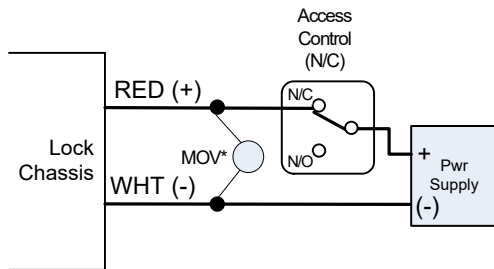 Access
Control
(N/C)
RED (+)
N/C
Lock
Chassis
MOV*
N/O
+
Pwr
Supply
WHT (-)
(-)